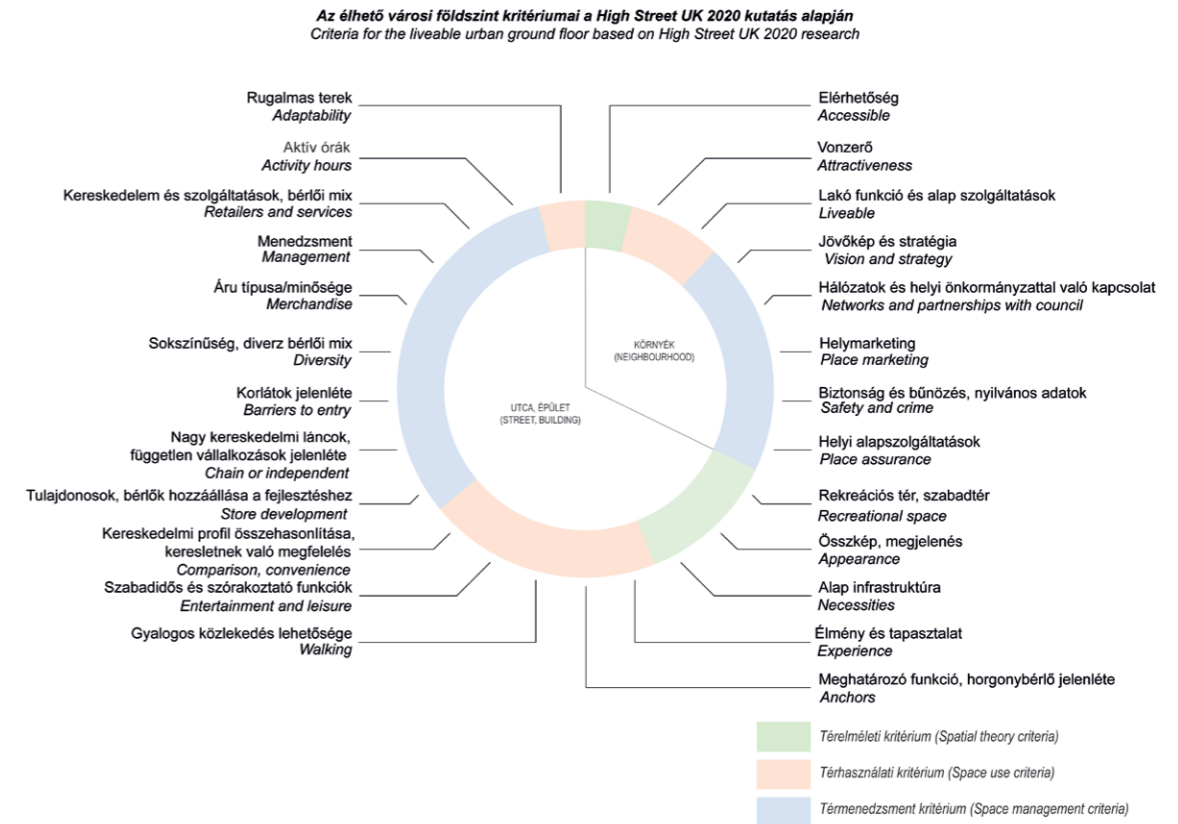 Az élhető városi földszint kritériumai a High Street UK 2020 kutatás alapján
Criteria for the liveable urban ground floor based on High Street UK 2020 research
Rugalmas terek
Adaptability
Aktív órák
Activity hours
Kereskedelem és szolgáltatások, bérlői mix
Retailers and services
Menedzsment
Management
Áru típusa/minősége
Merchandise
Sokszínűség, diverz bérlői mix
Diversity
Korlátok jelenléte
Barriers to entry
Nagy kereskedelmi láncok,
független vállalkozások jelenléte
Chain or independent
Tulajdonosok, bérlők hozzáállása a fejlesztéshez
Store development
Kereskedelmi profil összehasonlítása,
keresletnek való megfelelés
Comparison, convenience
Szabadidős és szórakoztató funkciók
Entertainment and leisure
Gyalogos közlekedés lehetősége
Walking
KÖRNYÉK
(NEIGHBOURHOOD)
UTCA, ÉPÜLET
(STREET, BUILDING)
Elérhetőség
Accessible
Vonzerő
Attractiveness
Lakó funkció és alap szolgáltatások
Liveable
Jövőkép és stratégia
Vision and strategy
Hálózatok és helyi önkormányzattal való kapcsolat
Networks and partnerships with council
Helymarketing
Place marketing
Biztonság és bűnözés, nyilvános adatok
Safety and crime
Helyi alapszolgáltatások
Place assurance
Rekreációs tér, szabadtér
Recreational space
Összkép, megjelenés
Appearance
Alap infrastruktúra
Necessities
Élmény és tapasztalat
Experience
Meghatározó funkció, horgonybérlő jelenléte
Anchors
Térelméleti kritérium (Spatial theory criteria)
Térhasználati kritérium (Space use criteria)
Térmenedzsment kritérium (Space management criteria)